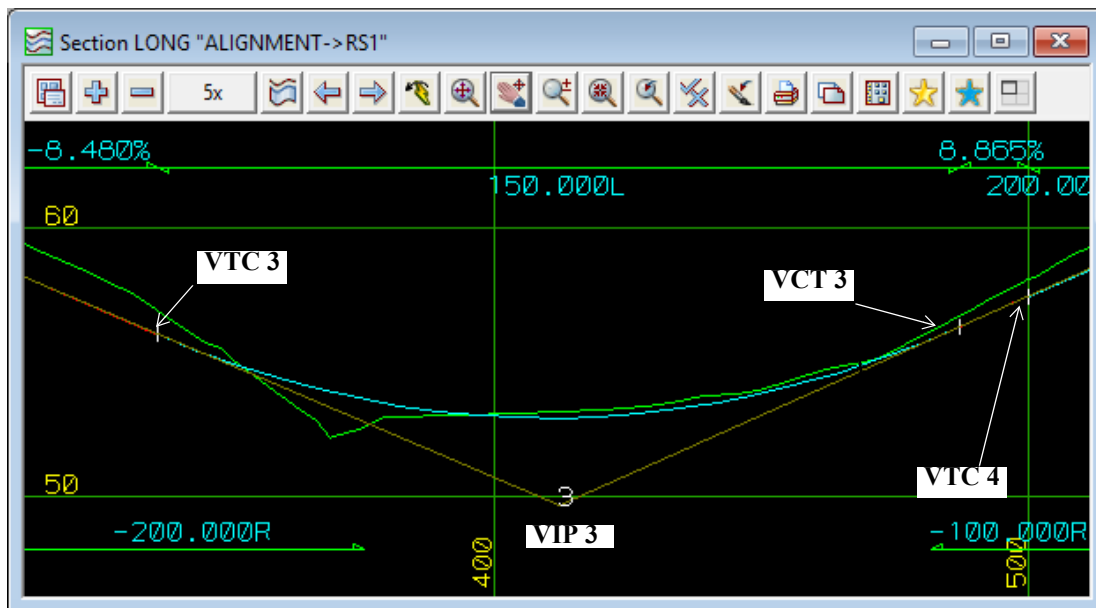 Section LONG "ALIGNMENT->RS1"
5x
-8.480% 8.865%
150.000L 200.00
60
VTC 3
VCT 3
50
3
VTC 4
VIP 3
-200.000R -100.000R
400 500